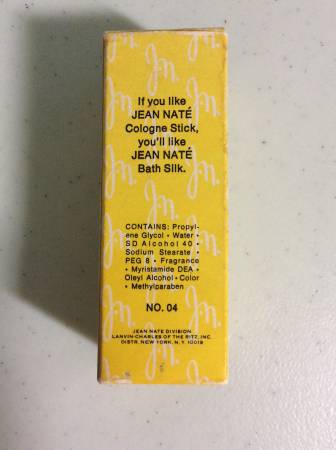 If you like
JEAN NATÉ
Cologne Stick,
you'll like
JEAN NATÉ
Bath Silk.
CONTAINS: Propyl-
ene Glycol • Water •
SD Alcohol 40 •
Sodium Stearate •
PEG 8 • Fragrance
• Myristamide DEA •
Oleyl Alcohol • Color
• Methylparaben
NO. 04
JEAN NATE DIVISION
LANVIN-CHARLES OF THE RITZ, INC.
DISTR. NEW YORK, N.Y. 10019